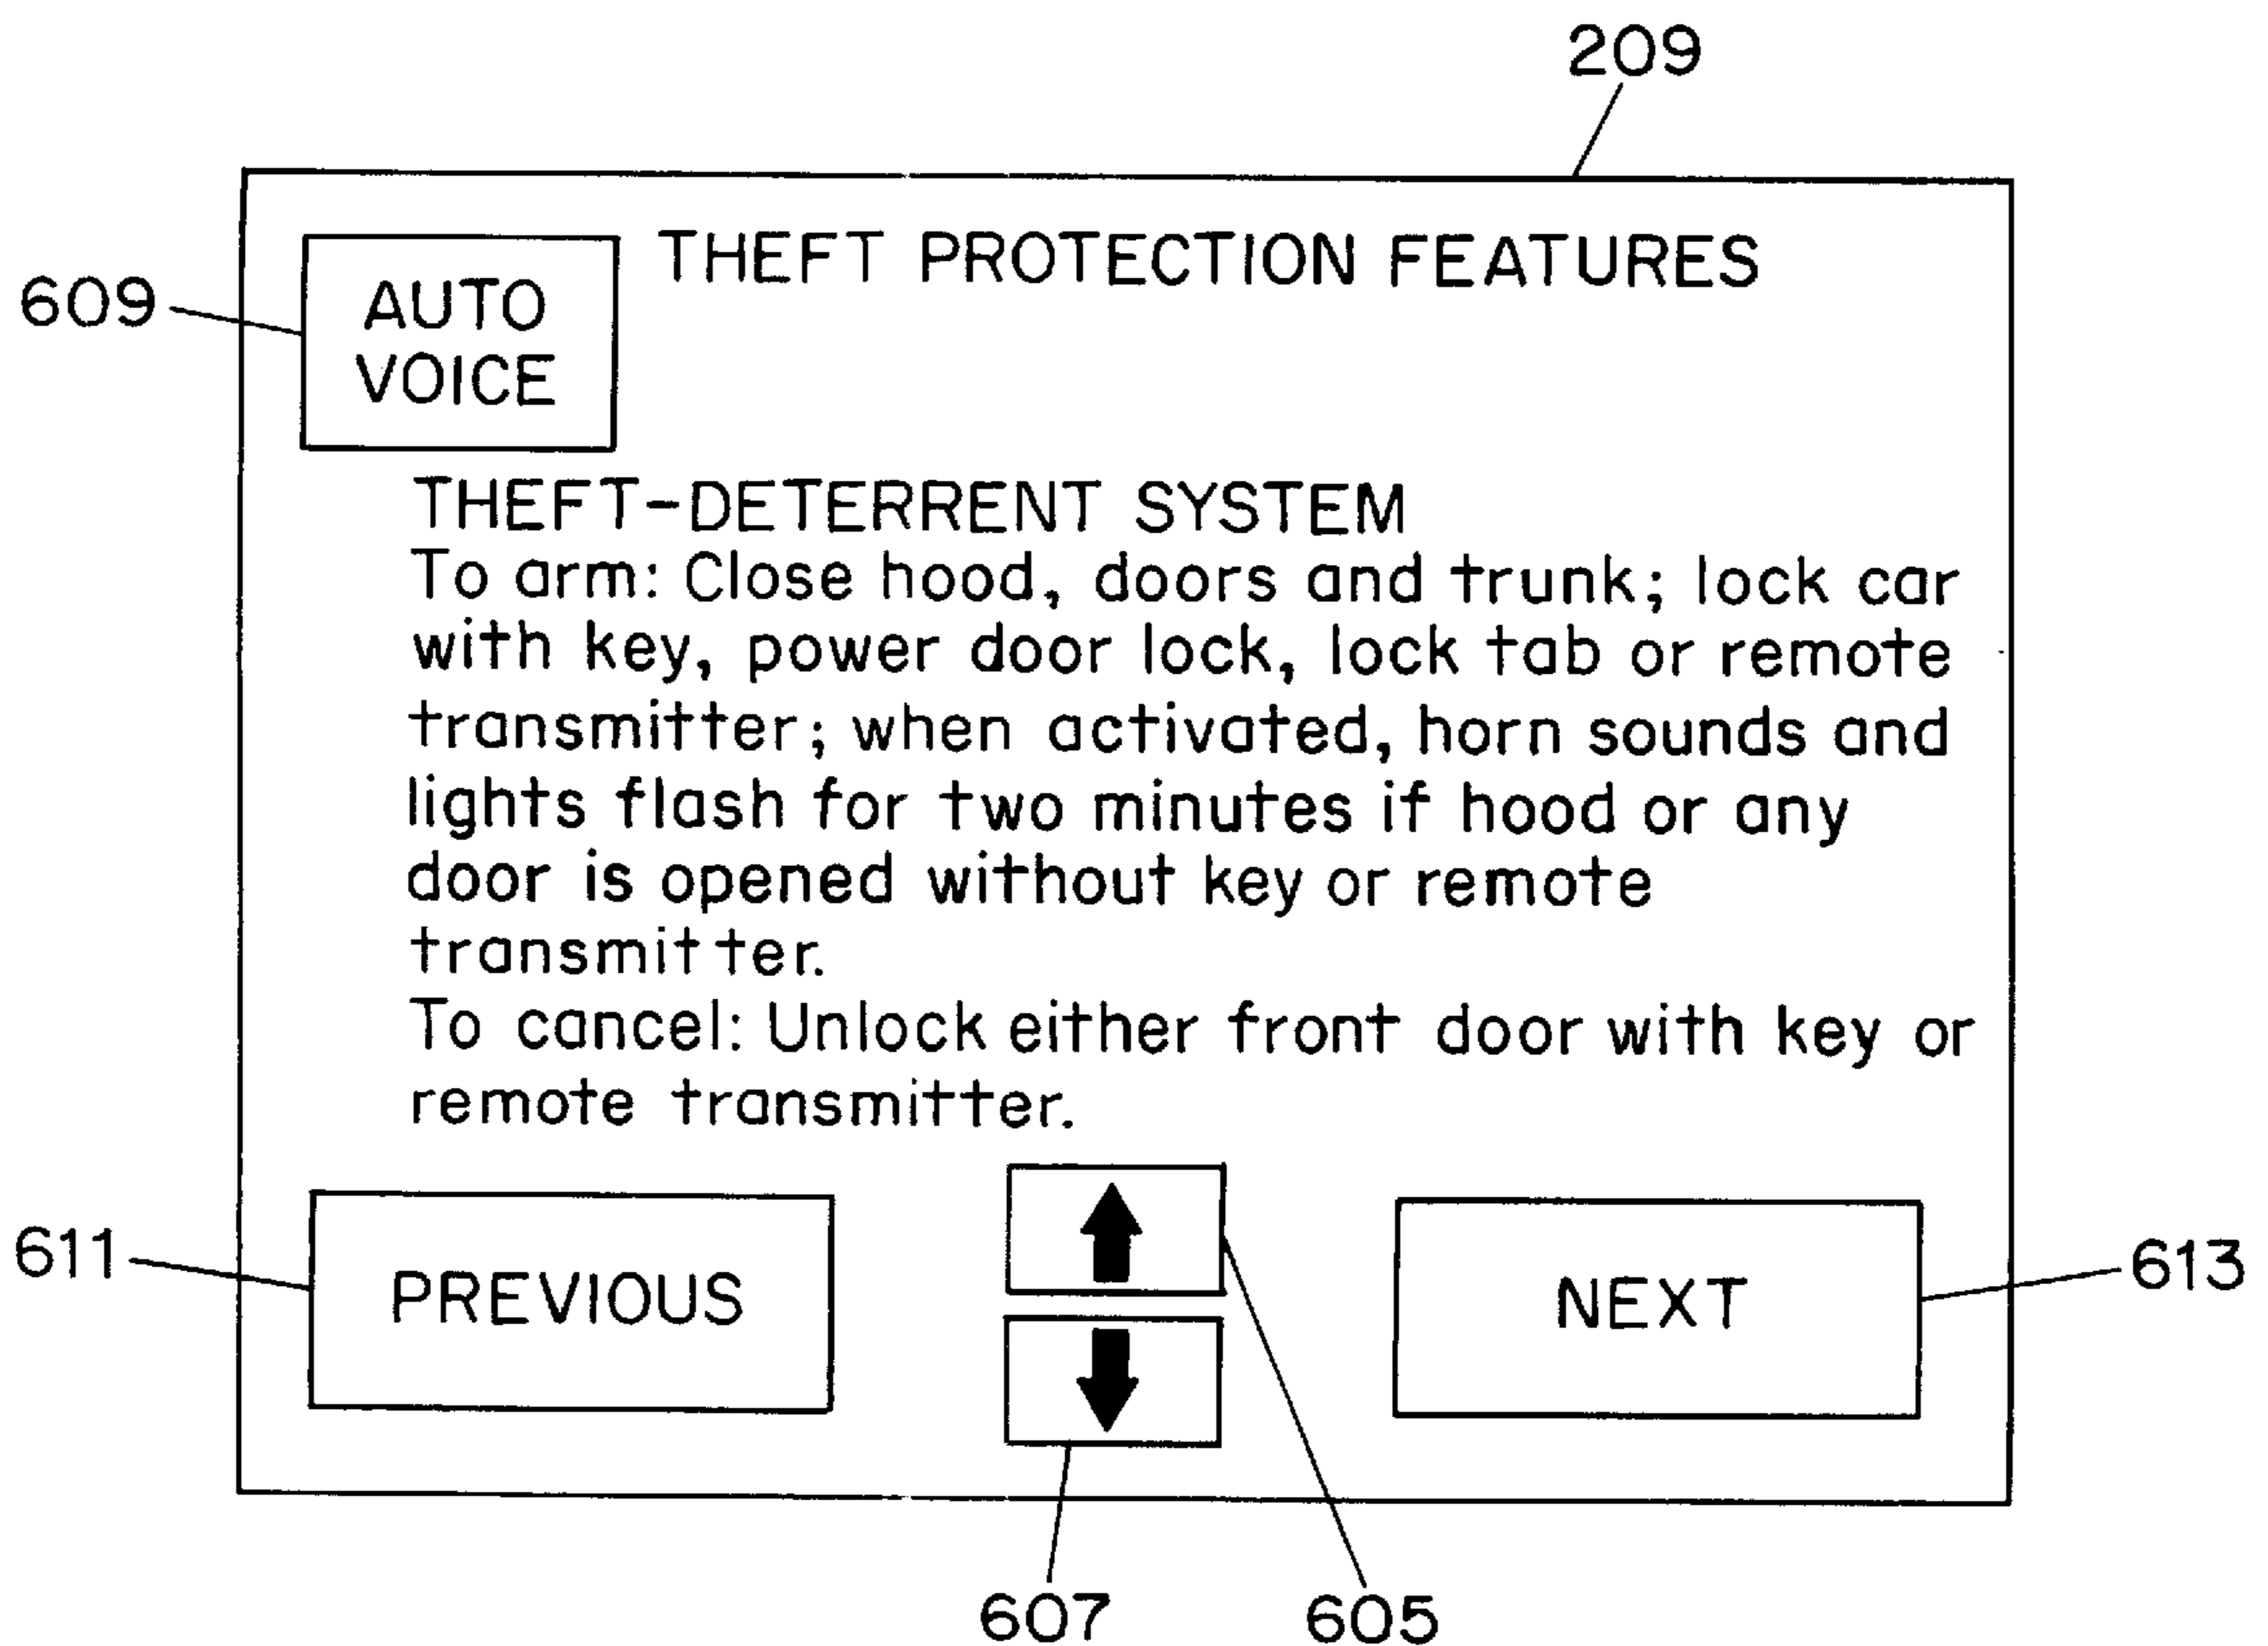 209
THEFT PROTECTION FEATURES
609
AUTO
VOICE
THEFT-DETERRENT SYSTEM
To arm: Close hood, doors and trunk; lock car
with key, power door lock, lock tab or remote
transmitter; when activated, horn sounds and
lights flash for two minutes if hood or any
door is opened without key or remote
transmitter.
To cancel: Unlock either front door with key or
remote transmitter.
611
PREVIOUS
NEXT
613
607
605